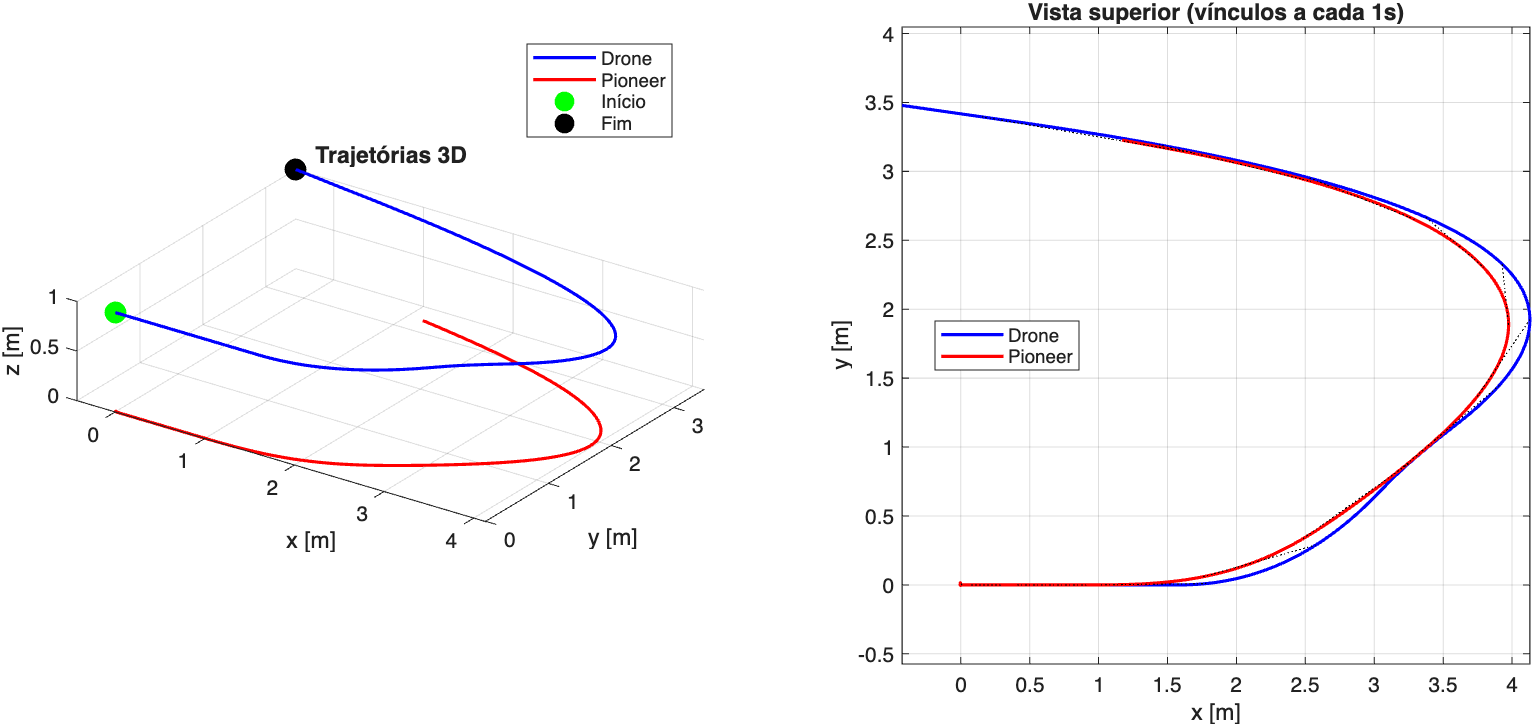 Drone
Pioneer
Início
Fim
Trajetórias 3D
1
0.5
0
z [m]
0
1
2
3
4
x [m]
0
1
2
3
y [m]
Vista superior (vínculos a cada 1s)
4
3.5
3
2.5
2
1.5
1
0.5
0
-0.5
y [m]
Drone
Pioneer
0
0.5
1
1.5
2
2.5
3
3.5
4
x [m]